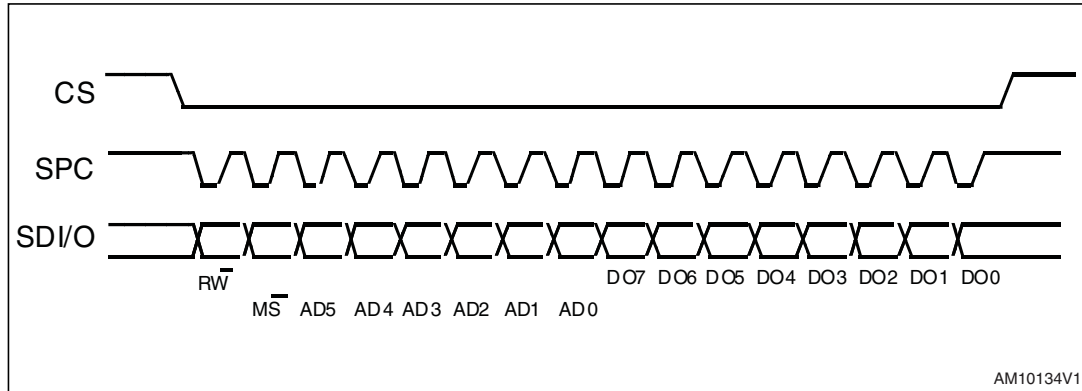 CS
SPC
SDI/O
RW
DO7 DO6 DO5 DO4 DO3 DO2 DO1 DO0
MS AD5 AD4 AD3 AD2 AD1 AD0
AM10134V1